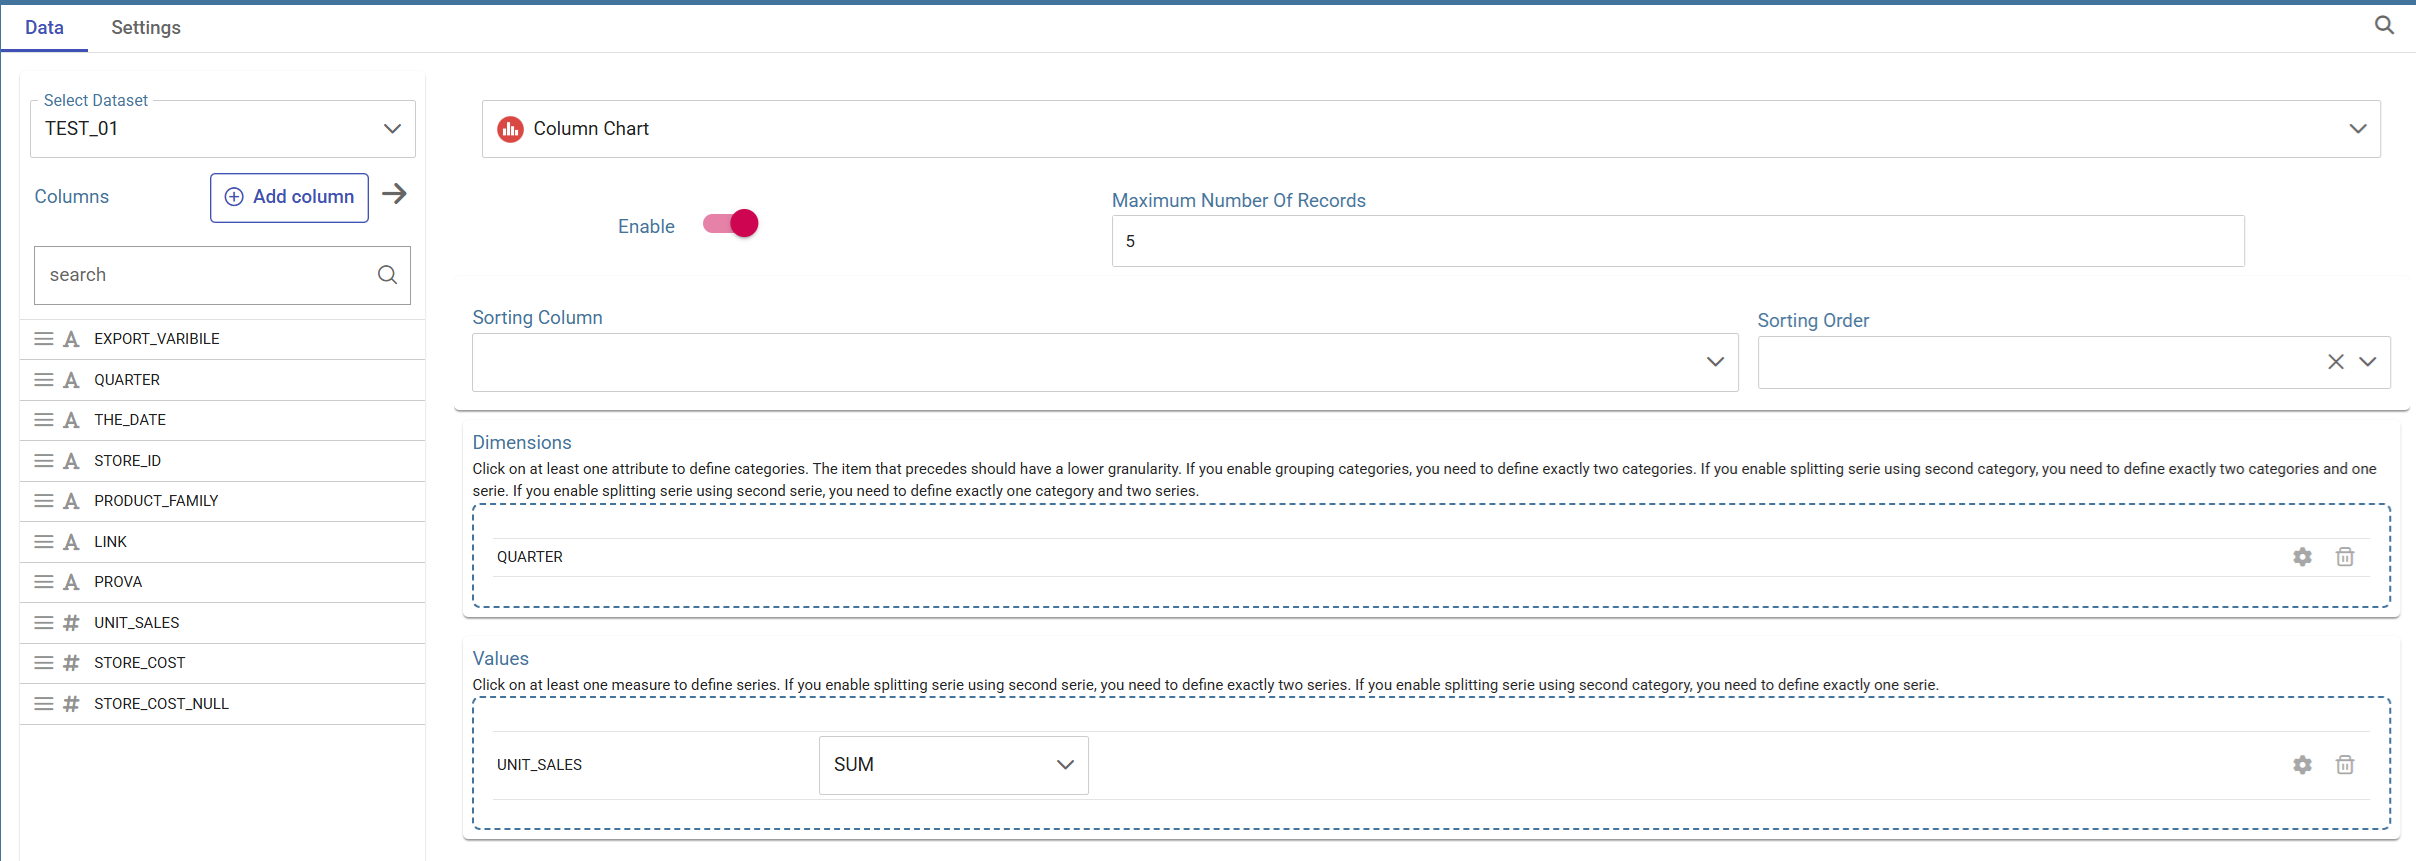 Data
Settings
Select Dataset
TEST_01
Columns
Add column
search
EXPORT_VARIBILE
QUARTER
THE_DATE
STORE_ID
PRODUCT_FAMILY
LINK
PROVA
UNIT_SALES
STORE_COST
STORE_COST_NULL
Column Chart
Enable
Maximum Number Of Records
5
Sorting Column
Sorting Order
Dimensions
Click on at least one attribute to define categories. The item that precedes should have a lower granularity. If you enable grouping categories, you need to define exactly two categories. If you enable splitting serie using second category, you need to define exactly two categories and one
serie. If you enable splitting serie using second serie, you need to define exactly one category and two series.
QUARTER
Values
Click on at least one measure to define series. If you enable splitting serie using second serie, you need to define exactly two series. If you enable splitting serie using second category, you need to define exactly one serie.
UNIT_SALES
SUM